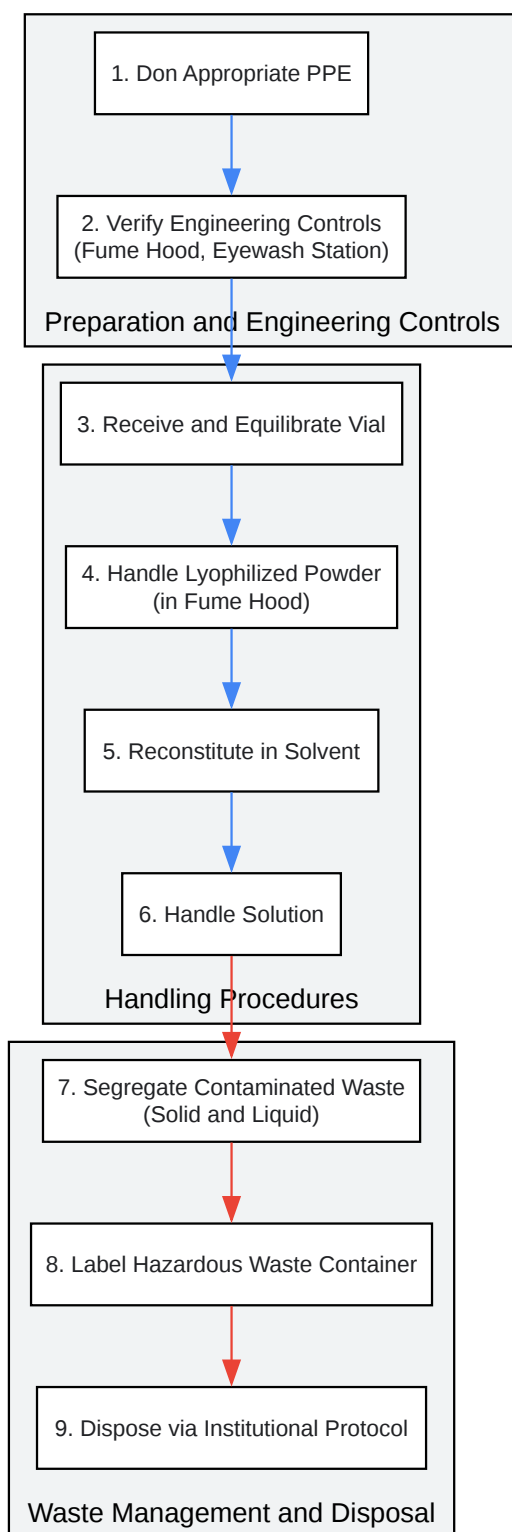 1. Don Appropriate PPE
2. Verify Engineering Controls
(Fume Hood, Eyewash Station)
Preparation and Engineering Controls
3. Receive and Equilibrate Vial
4. Handle Lyophilized Powder
(in Fume Hood)
5. Reconstitute in Solvent
6. Handle Solution
Handling Procedures
7. Segregate Contaminated Waste
(Solid and Liquid)
8. Label Hazardous Waste Container
9. Dispose via Institutional Protocol
Waste Management and Disposal